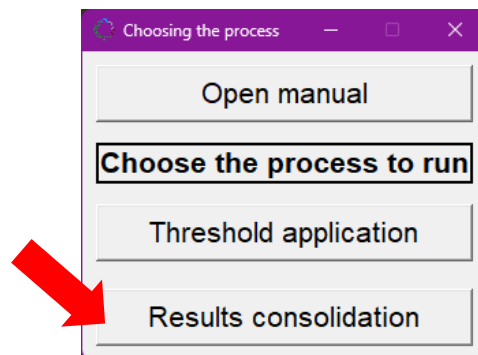 Choosing the process
Open manual
Choose the process to run
Threshold application
Results consolidation